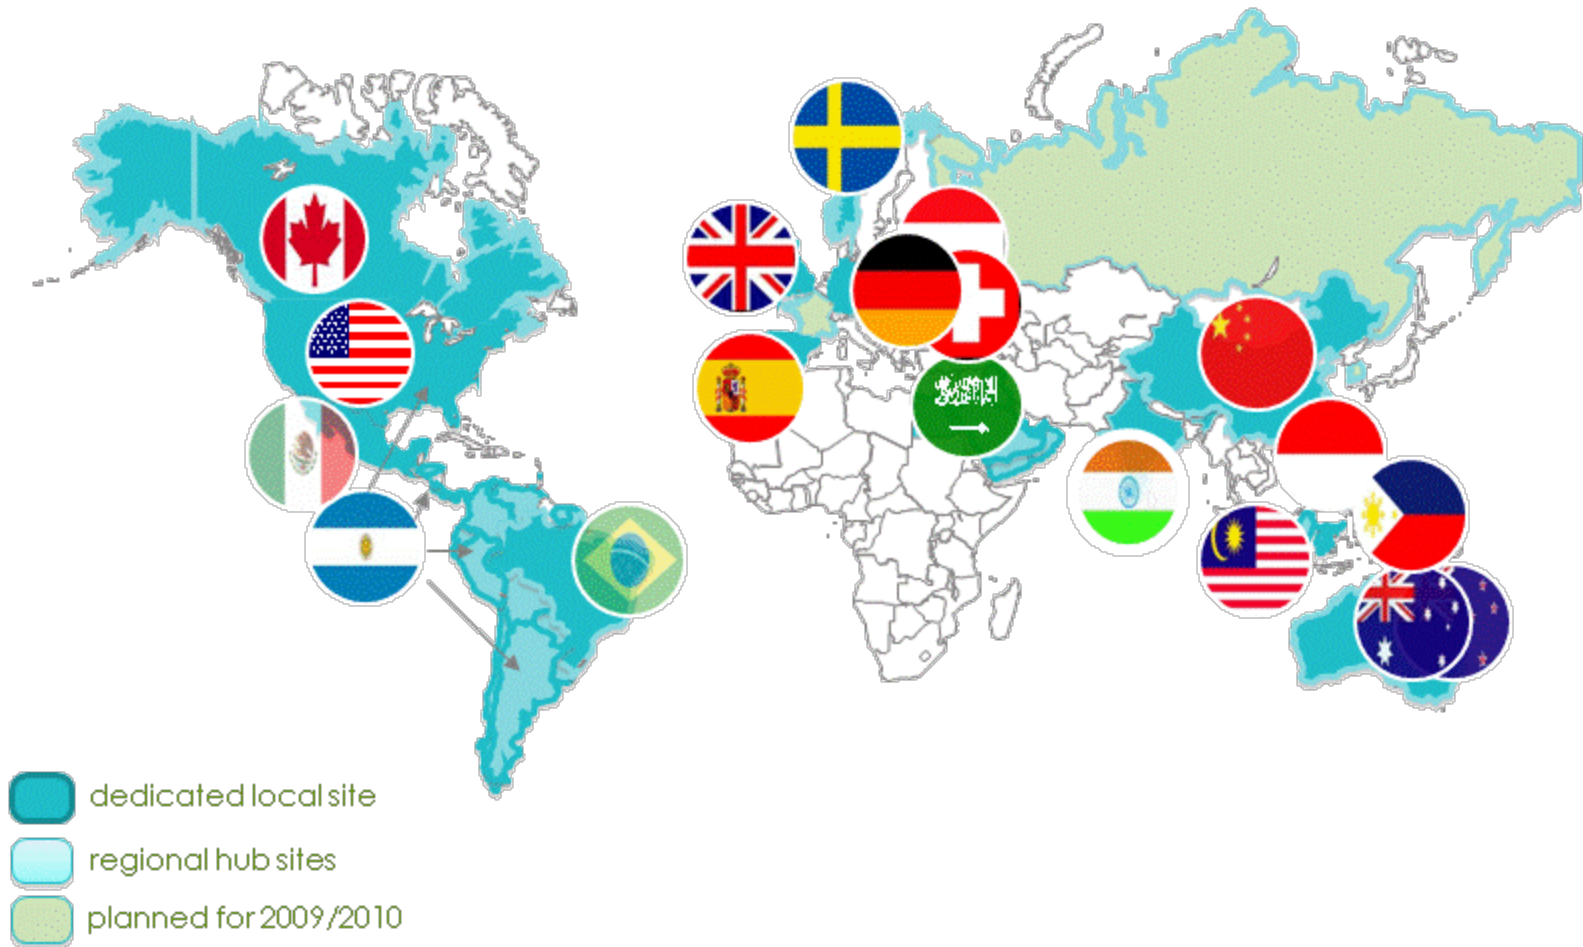 dedicated local site
regional hub sites
planned for 2009/2010